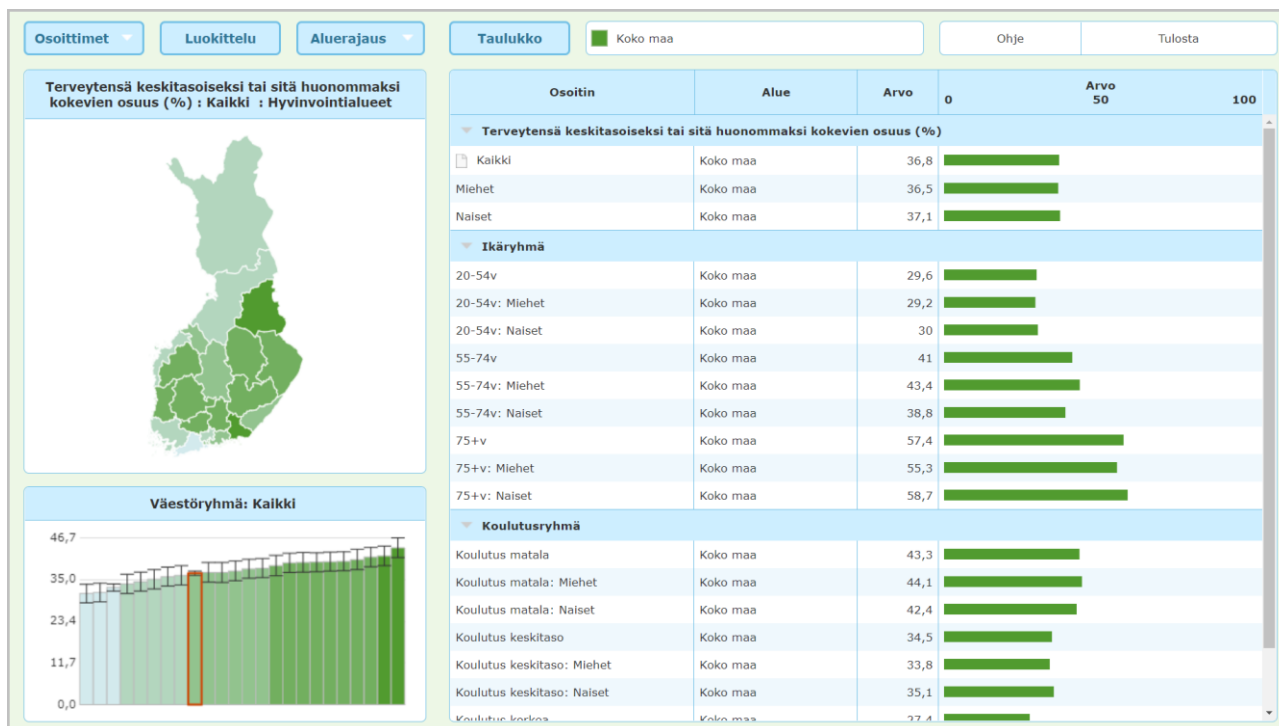 Osoittimet
Luokittelu
Aluerajaus
Taulukko
Koko maa
Ohje
Tulosta
Terveytensä keskitasoiseksi tai sitä huonommaksi
kokevien osuus (%) : Kaikki : Hyvinvointialueet
Väestöryhmä: Kaikki
46,7
35,0
23,4
11,7
0,0
Osoitin Alue Arvo Arvo
0 50 100
Terveytensä keskitasoiseksi tai sitä huonommaksi kokevien osuus (%)
Kaikki Koko maa 36,8
Miehet Koko maa 36,5
Naiset Koko maa 37,1
Ikäryhmä
20-54v Koko maa 29,6
20-54v: Miehet Koko maa 29,2
20-54v: Naiset Koko maa 30
55-74v Koko maa 41
55-74v: Miehet Koko maa 43,4
55-74v: Naiset Koko maa 38,8
75+v Koko maa 57,4
75+v: Miehet Koko maa 55,3
75+v: Naiset Koko maa 58,7
Koulutusryhmä
Koulutus matala Koko maa 43,3
Koulutus matala: Miehet Koko maa 44,1
Koulutus matala: Naiset Koko maa 42,4
Koulutus keskitaso Koko maa 34,5
Koulutus keskitaso: Miehet Koko maa 33,8
Koulutus keskitaso: Naiset Koko maa 35,1
Koulutus korkea Koko maa 27,4